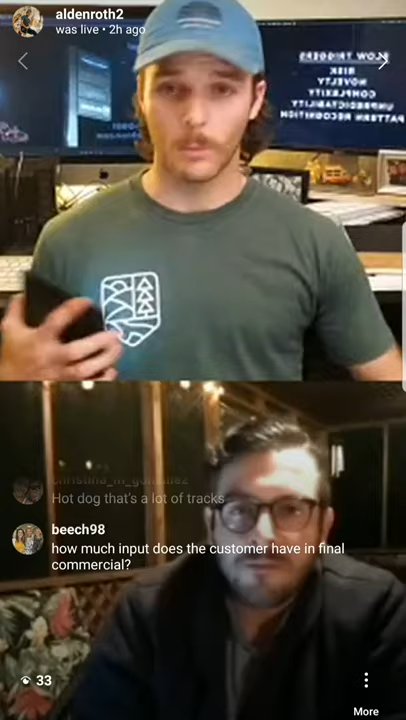 aldenroth2
was live • 2h ago
FLOW TRIGGERS
RISK
NOVELTY
COMPLEXITY
UNPREDICTABILITY
PATTERN RECOGNITION
christina_m_gonzalez2
Hot dog that's a lot of tracks
beech98
how much input does the customer have in final
commercial?
33
More